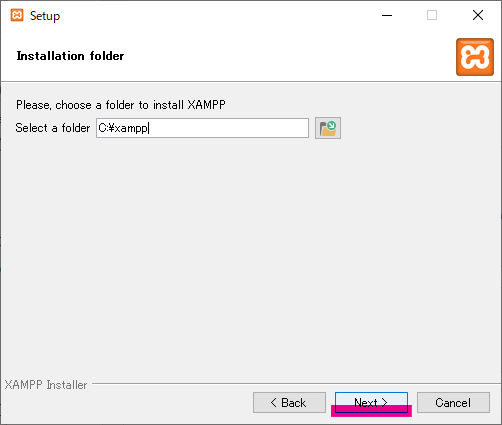 Setup
Installation folder
Please, choose a folder to install XAMPP
Select a folder C:¥xampp
XAMPP Installer
< Back Next > Cancel